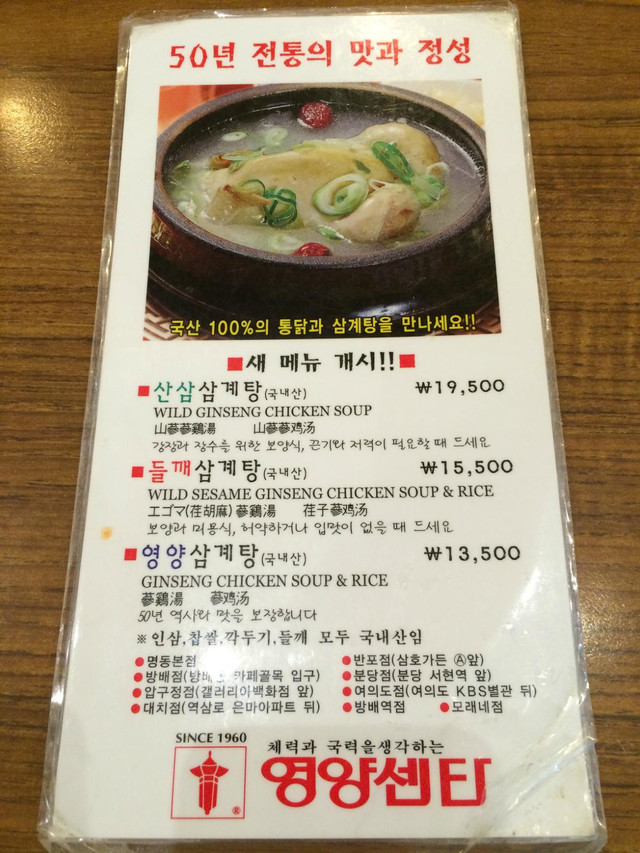 50년 전통의 맛과 정성
국산 100%의 통닭과 삼계탕을 만나세요!!
■새 메뉴 개시!!■
■산삼삼계탕(국내산) ₩19,500
WILD GINSENG CHICKEN SOUP
山蔘蔘鷄湯 山蔘蔘鸡汤
강장과 장수를 위한 보양식, 끈기와 저력이 필요할 때 드세요
■들깨삼계탕(국내산) ₩15,500
WILD SESAME GINSENG CHICKEN SOUP & RICE
エゴマ(荏胡麻)蔘鷄湯 荏子蔘鸡汤
보양과 미용식, 허약하거나 입맛이 없을 때 드세요
■영양삼계탕(국내산) ₩13,500
GINSENG CHICKEN SOUP & RICE
蔘鷄湯 蔘鸡汤
50년 역사와 맛을 보장합니다
※인삼,찹쌀,깍두기,들깨 모두 국내산임
●명동본점 ●반포점(삼호가든 Ⓐ앞)
●방배점(방배로 카페골목 입구) ●분당점(분당 서현역 앞)
●압구정점(갤러리아백화점 앞) ●여의도점(여의도 KBS별관 뒤)
●대치점(역삼로 은마아파트 뒤) ●방배역점 ●모래네점
SINCE 1960 체력과 국력을생각하는
영양센타
®